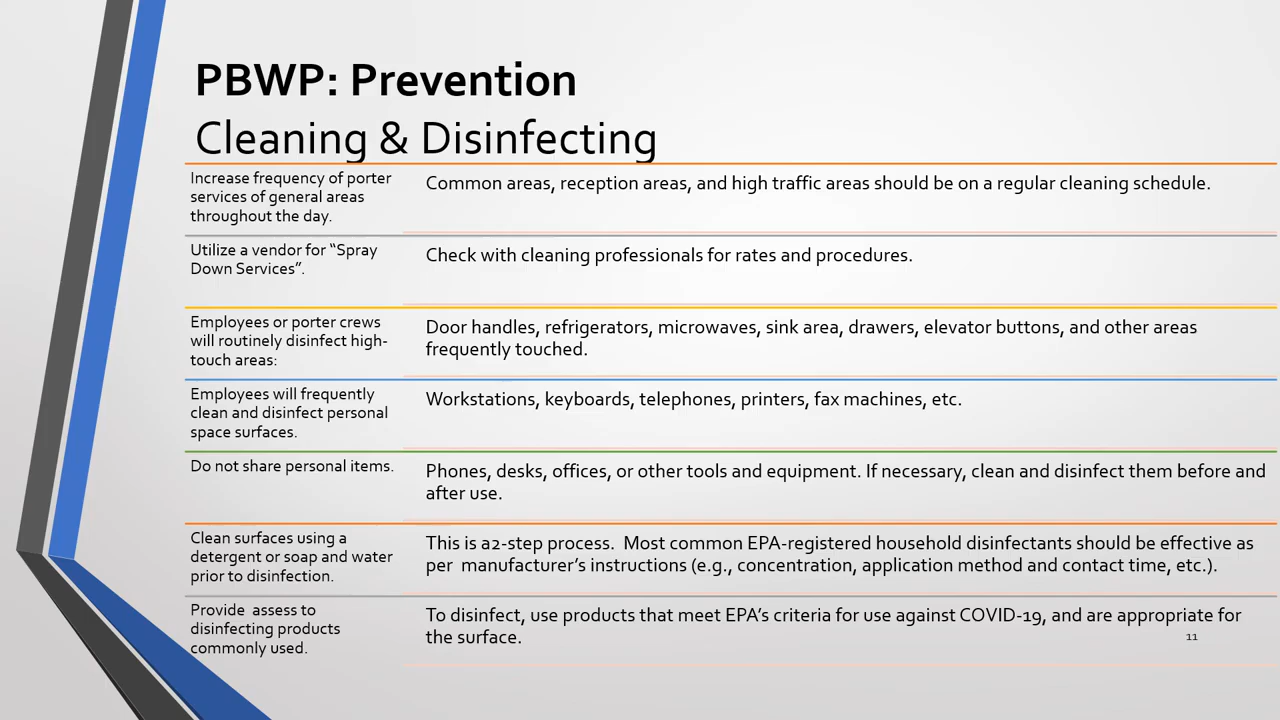 PBWP: Prevention
Cleaning & Disinfecting
Increase frequency of porter
services of general areas
throughout the day.
Common areas, reception areas, and high traffic areas should be on a regular cleaning schedule.
Utilize a vendor for “Spray
Down Services”.
Check with cleaning professionals for rates and procedures.
Employees or porter crews
will routinely disinfect high-
touch areas:
Door handles, refrigerators, microwaves, sink area, drawers, elevator buttons, and other areas
frequently touched.
Employees will frequently
clean and disinfect personal
space surfaces.
Workstations, keyboards, telephones, printers, fax machines, etc.
Do not share personal items.
Phones, desks, offices, or other tools and equipment. If necessary, clean and disinfect them before and
after use.
Clean surfaces using a
detergent or soap and water
prior to disinfection.
This is a2-step process.  Most common EPA-registered household disinfectants should be effective as
per  manufacturer’s instructions (e.g., concentration, application method and contact time, etc.).
Provide  assess to
disinfecting products
commonly used.
To disinfect, use products that meet EPA’s criteria for use against COVID-19, and are appropriate for
the surface.
11